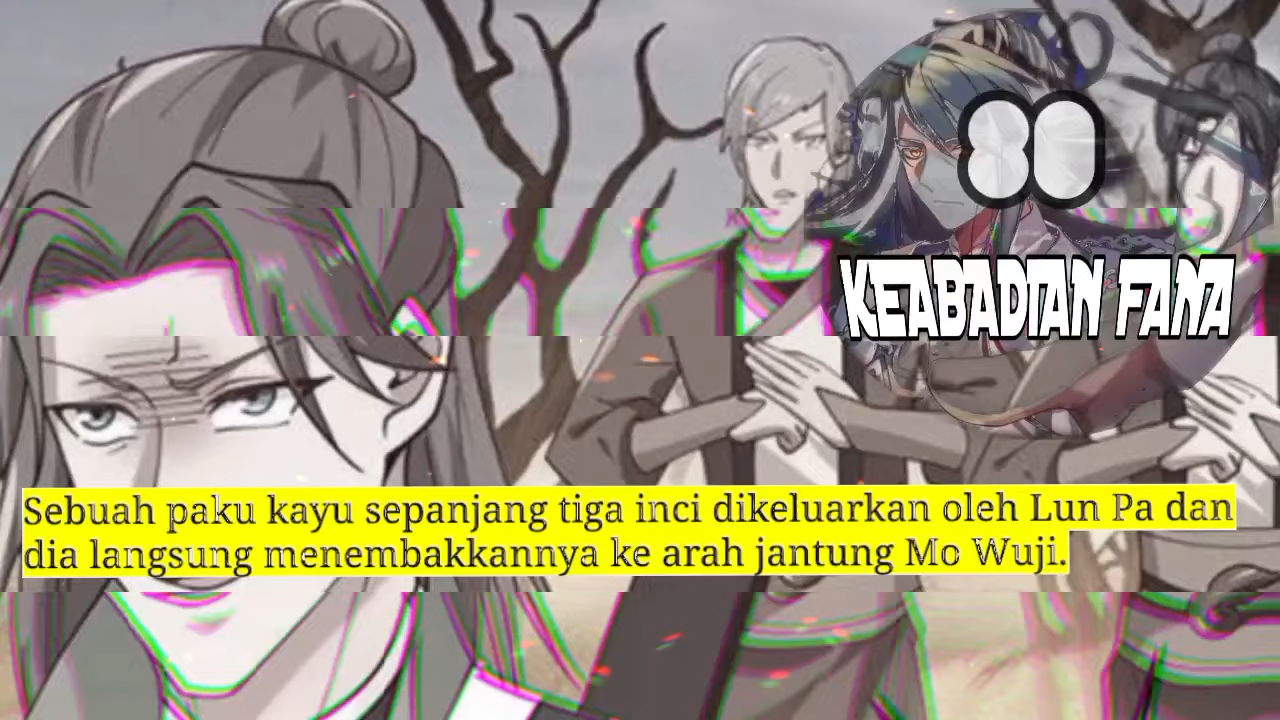 80
KEABADIAN FANA
Sebuah paku kayu sepanjang tiga inci dikeluarkan oleh Lun Pa dan
dia langsung menembakkannya ke arah jantung Mo Wuji.